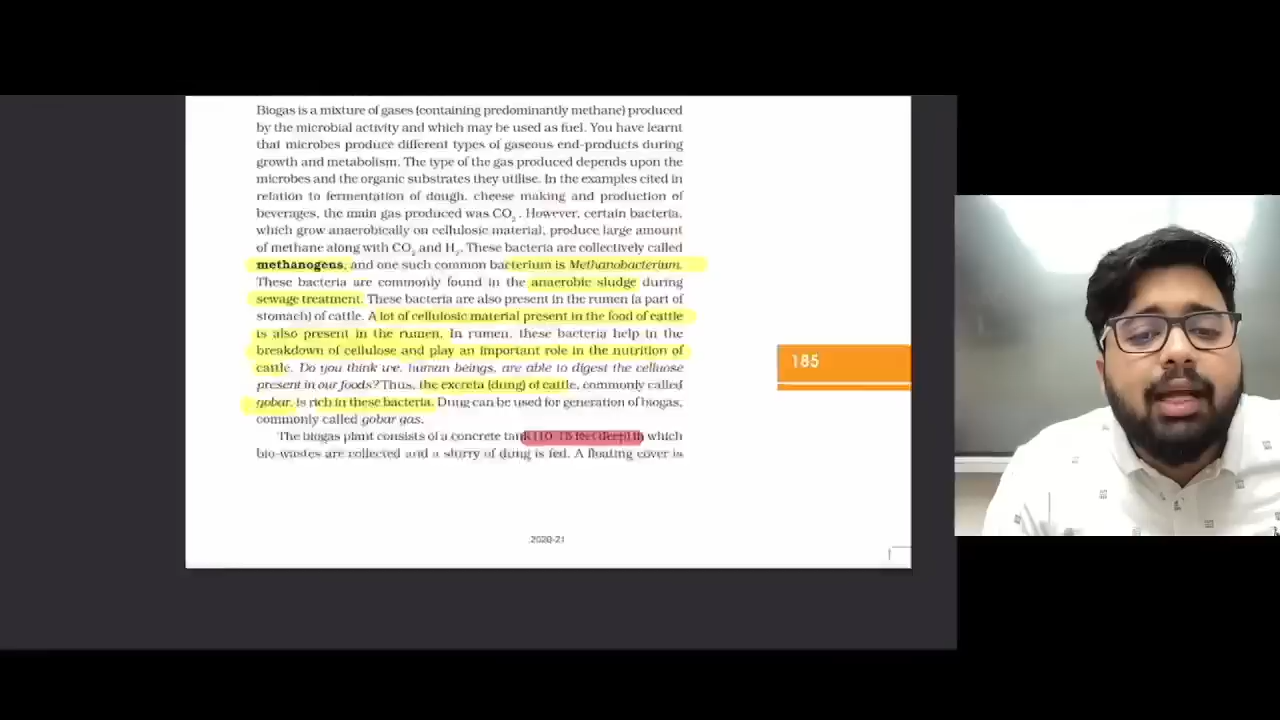 Biogas is a mixture of gases (containing predominantly methane) produced
by the microbial activity and which may be used as fuel. You have learnt
that microbes produce different types of gaseous end-products during
growth and metabolism. The type of the gas produced depends upon the
microbes and the organic substrates they utilise. In the examples cited in
relation to fermentation of dough, cheese making and production of
beverages, the main gas produced was CO₂. However, certain bacteria,
which grow anaerobically on cellulosic material, produce large amount
of methane along with CO₂ and H₂. These bacteria are collectively called
methanogens, and one such common bacterium is Methanobacterium.
These bacteria are commonly found in the anaerobic sludge during
sewage treatment. These bacteria are also present in the rumen (a part of
stomach) of cattle. A lot of cellulosic material present in the food of cattle
is also present in the rumen. In rumen, these bacteria help in the
breakdown of cellulose and play an important role in the nutrition of
cattle. Do you think we, human beings, are able to digest the celluose
present in our foods? Thus, the excreta (dung) of cattle, commonly called
gobar, is rich in these bacteria. Dung can be used for generation of biogas,
commonly called gobar gas.
The biogas plant consists of a concrete tank (10-15 feet deep) in which
bio-wastes are collected and a slurry of dung is fed. A floating cover is
185
2020-21